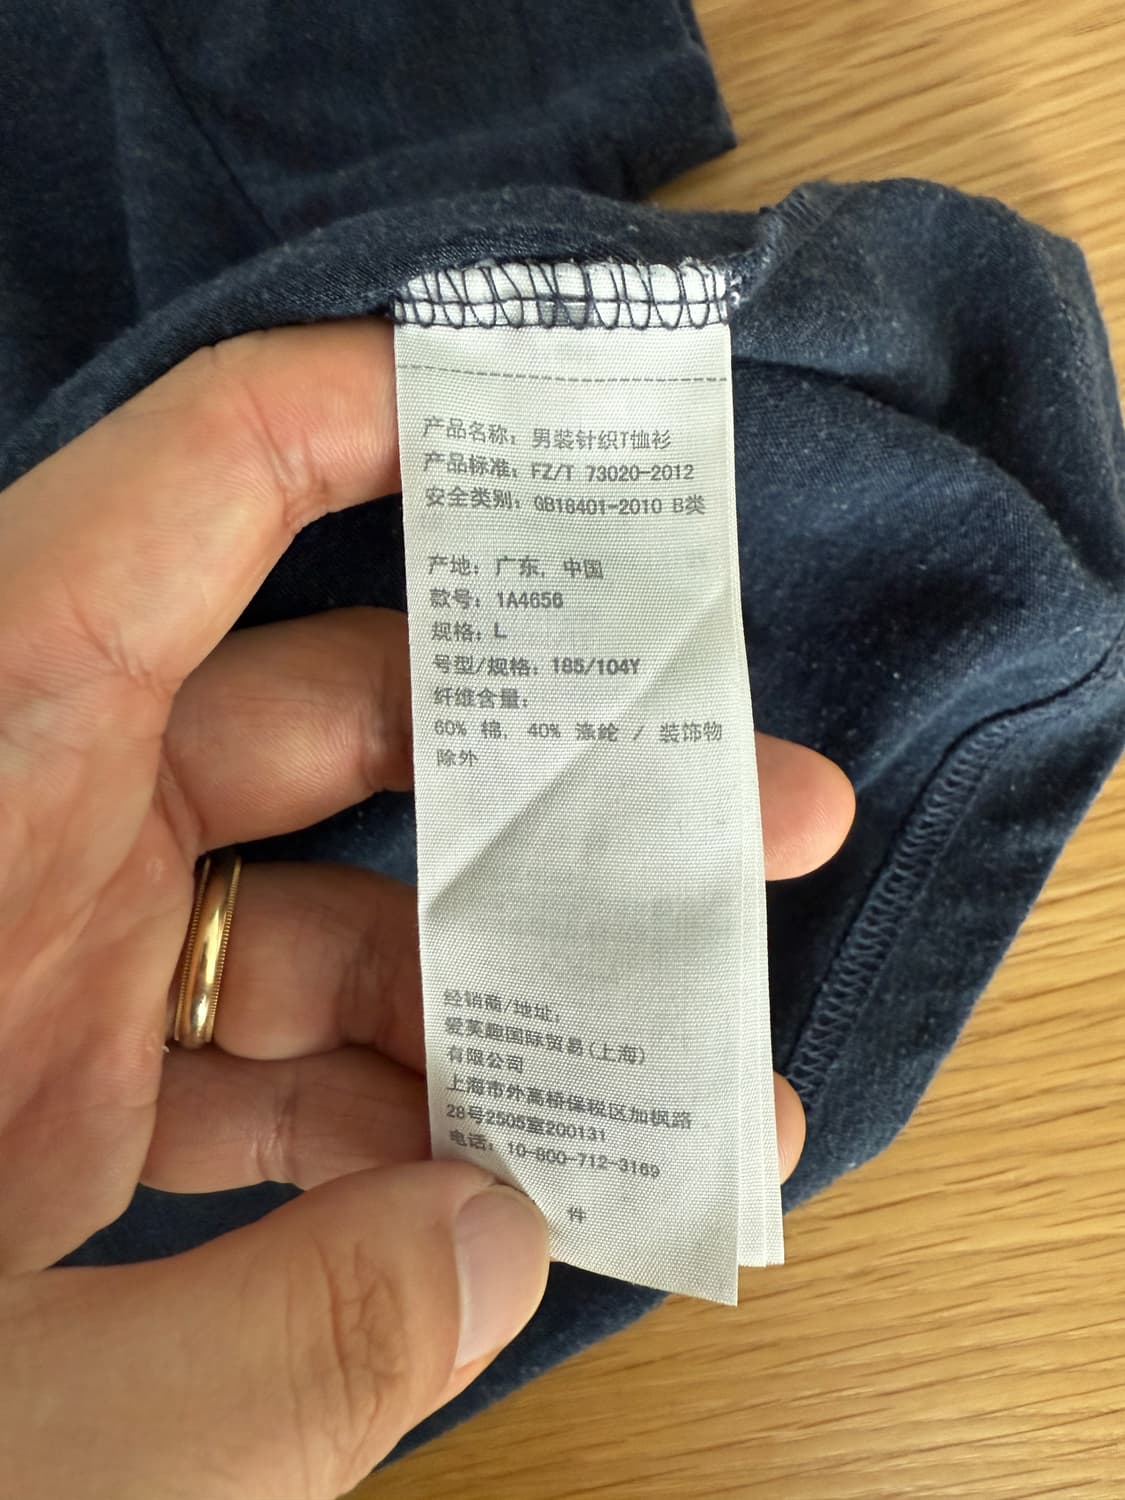 产品名称: 男装针织T恤衫
产品标准: FZ/T 73020-2012
安全类别: GB18401-2010 B类
产地: 广东, 中国
款号: 1A4656
规格: L
号型/规格: 185/104Y
纤维含量:
60% 棉, 40% 涤纶 / 装饰物
除外
经销商/地址:
爱芙趣国际贸易(上海)
有限公司
上海市外高桥保税区加枫路
28号2505室200131
电话: 10-800-712-3169
件